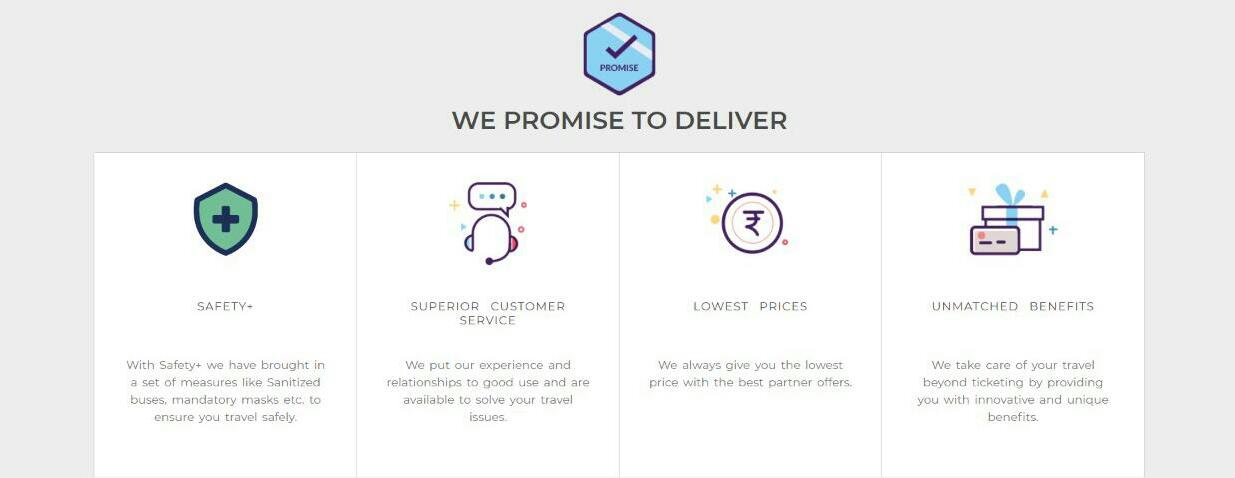 PROMISE
WE PROMISE TO DELIVER
SAFETY+
With Safety+ we have brought in
a set of measures like Sanitized
buses, mandatory masks etc. to
ensure you travel safely.
SUPERIOR CUSTOMER
SERVICE
We put our experience and
relationships to good use and are
available to solve your travel
issues.
LOWEST PRICES
We always give you the lowest
price with the best partner offers.
UNMATCHED BENEFITS
We take care of your travel
beyond ticketing by providing
you with innovative and unique
benefits.